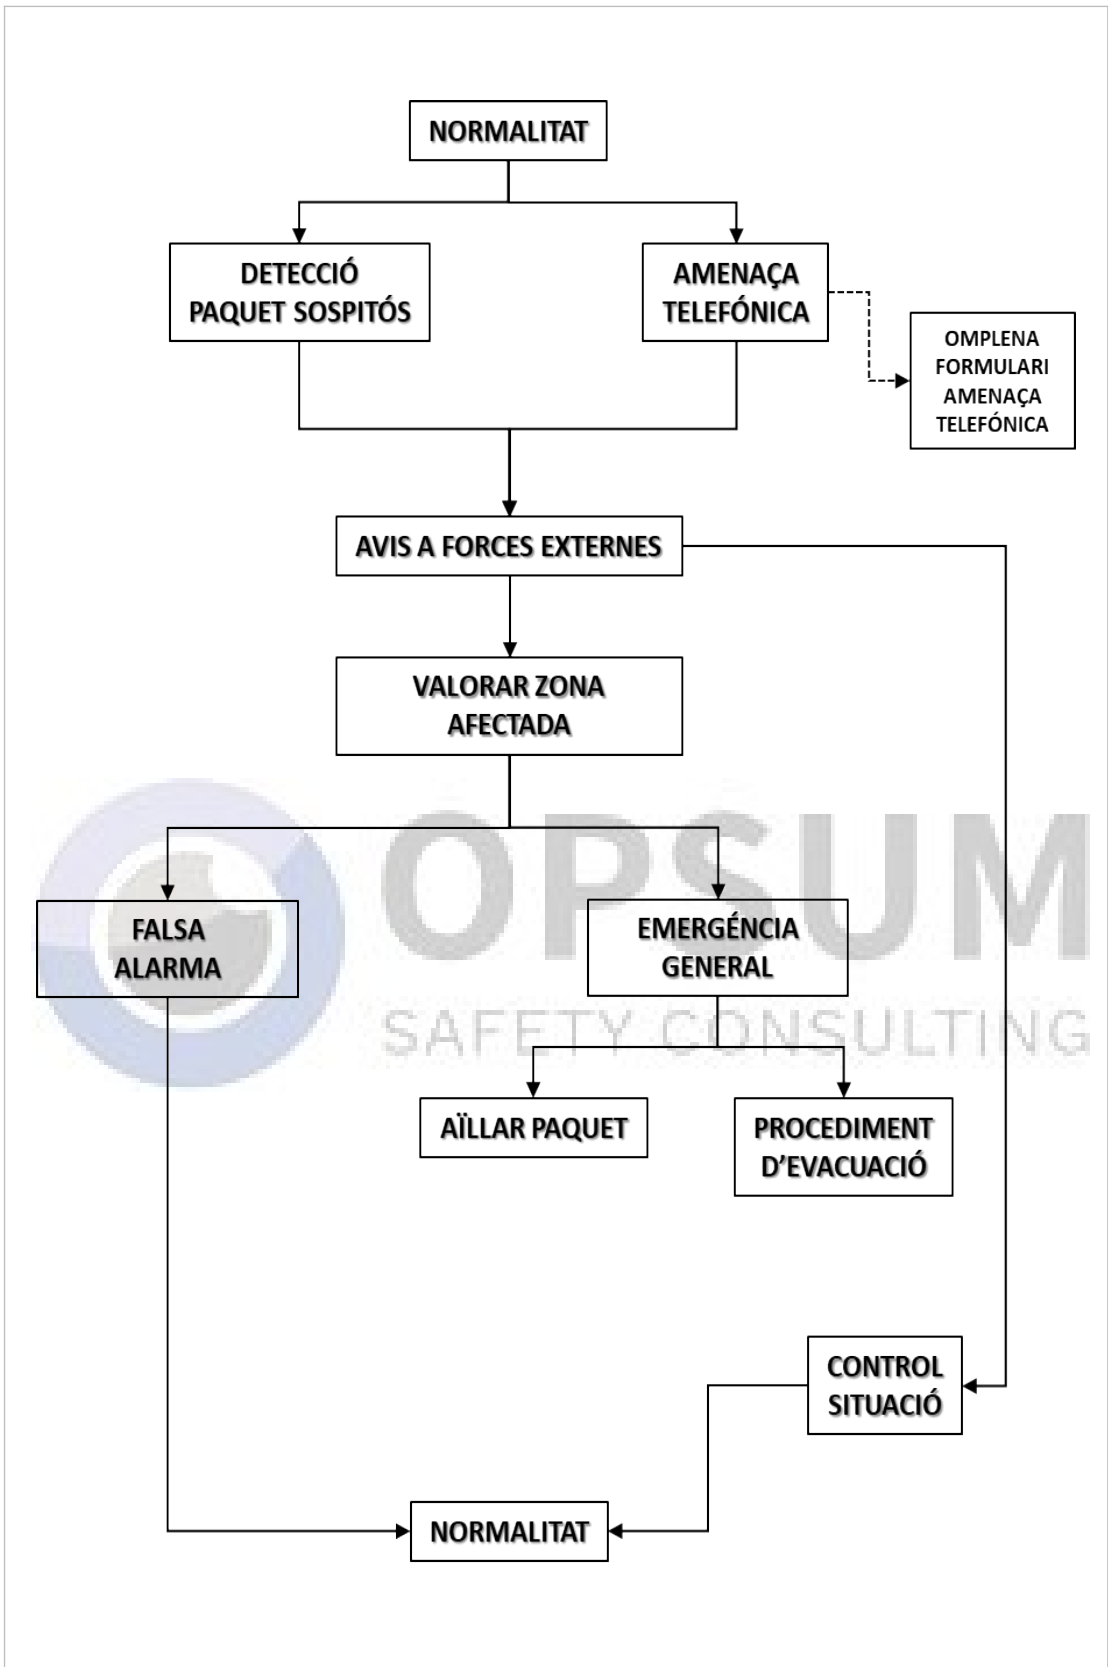 NORMALITAT
DETECCIÓ
PAQUET SOSPITÓS
AMENAÇA
TELEFÓNICA
OMPLENA
FORMULARI
AMENAÇA
TELEFÓNICA
AVIS A FORCES EXTERNES
VALORAR ZONA
AFECTADA
OPSUM
SAFETY CONSULTING
FALSA
ALARMA
EMERGÉNCIA
GENERAL
AÏLLAR PAQUET
PROCEDIMENT
D'EVACUACIÓ
CONTROL
SITUACIÓ
NORMALITAT